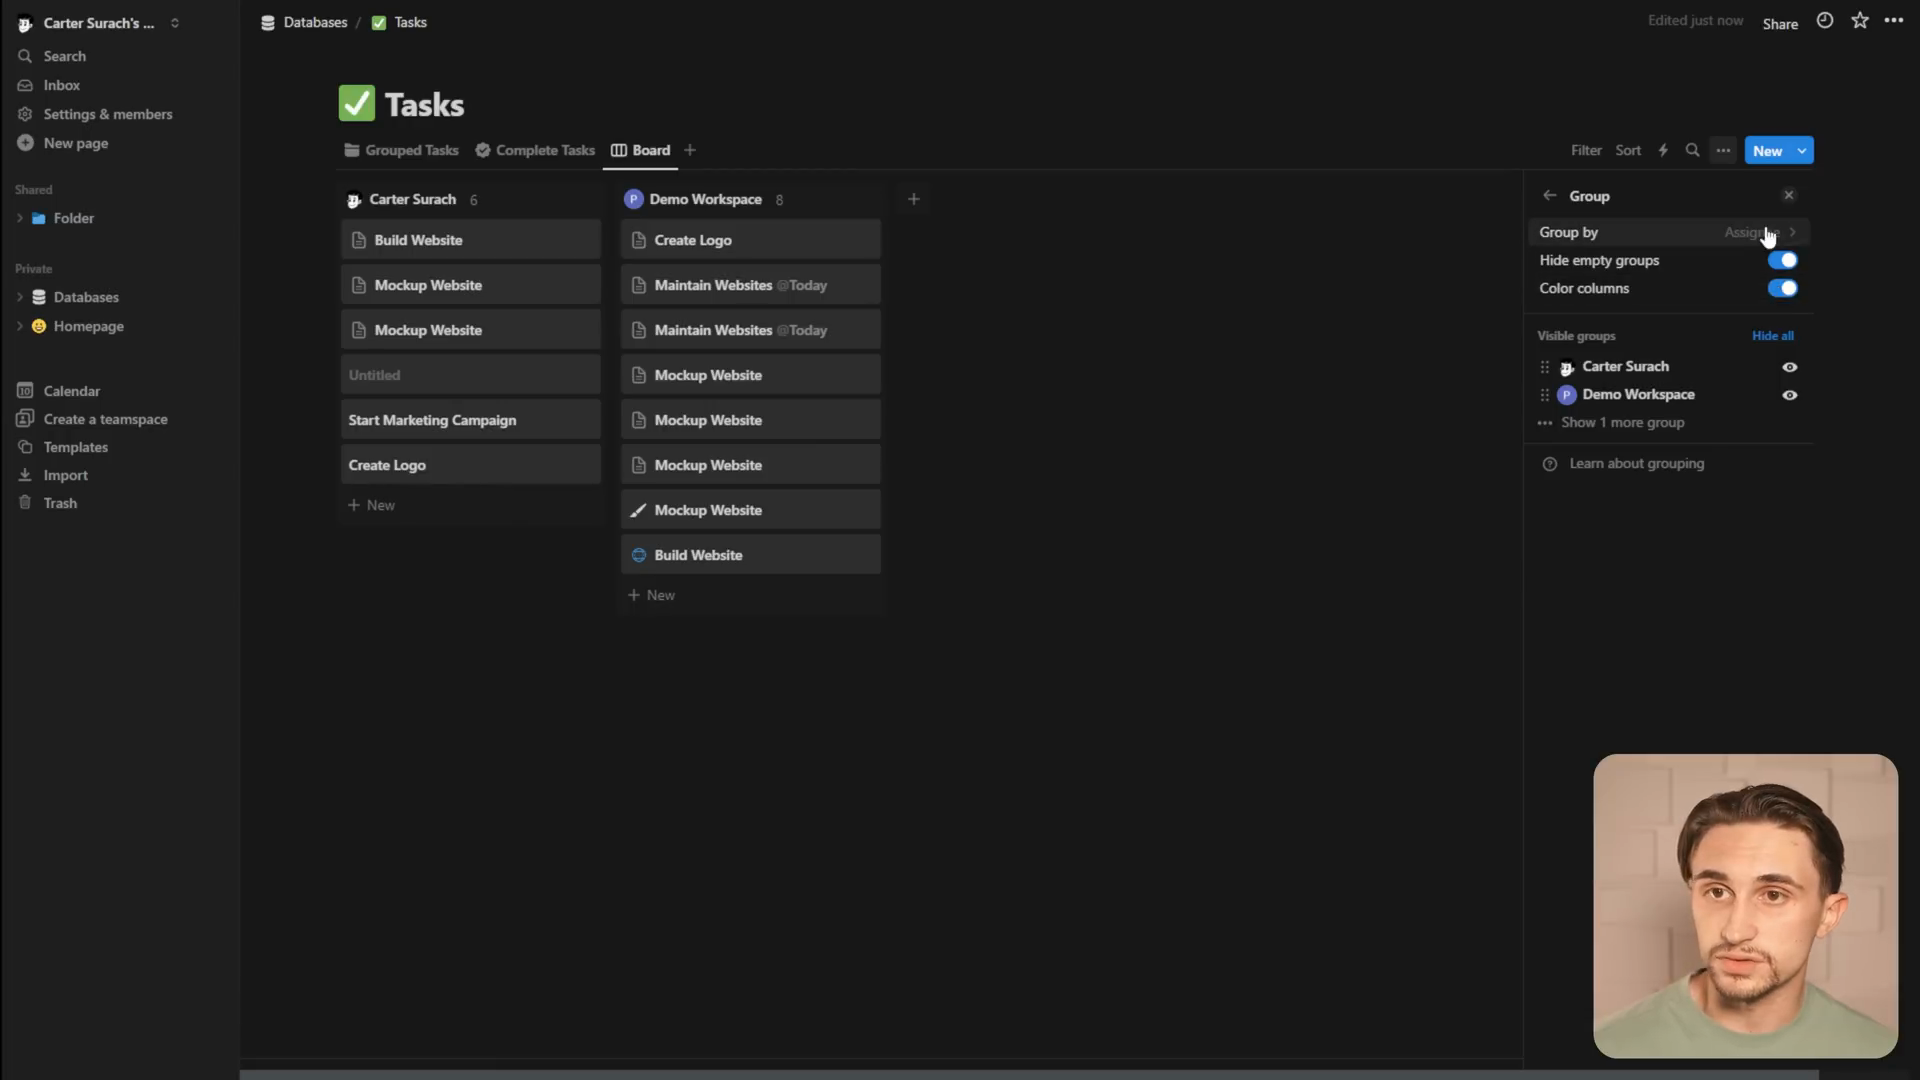 Carter Surach's ...
Search
Inbox
Settings & members
New page
Shared
Folder
Private
Databases
Homepage
Calendar
Create a teamspace
Templates
Import
Trash
Databases / Tasks
Edited just now
Share
Tasks
Grouped Tasks
Complete Tasks
Board
Filter
Sort
New
Carter Surach 6
Build Website
Mockup Website
Mockup Website
Untitled
Start Marketing Campaign
Create Logo
+ New
Demo Workspace 8
Create Logo
Maintain Websites @Today
Maintain Websites @Today
Mockup Website
Mockup Website
Mockup Website
Mockup Website
Build Website
+ New
Group
Group by
Hide empty groups
Color columns
Visible groups
Hide all
Carter Surach
P Demo Workspace
Show 1 more group
Learn about grouping